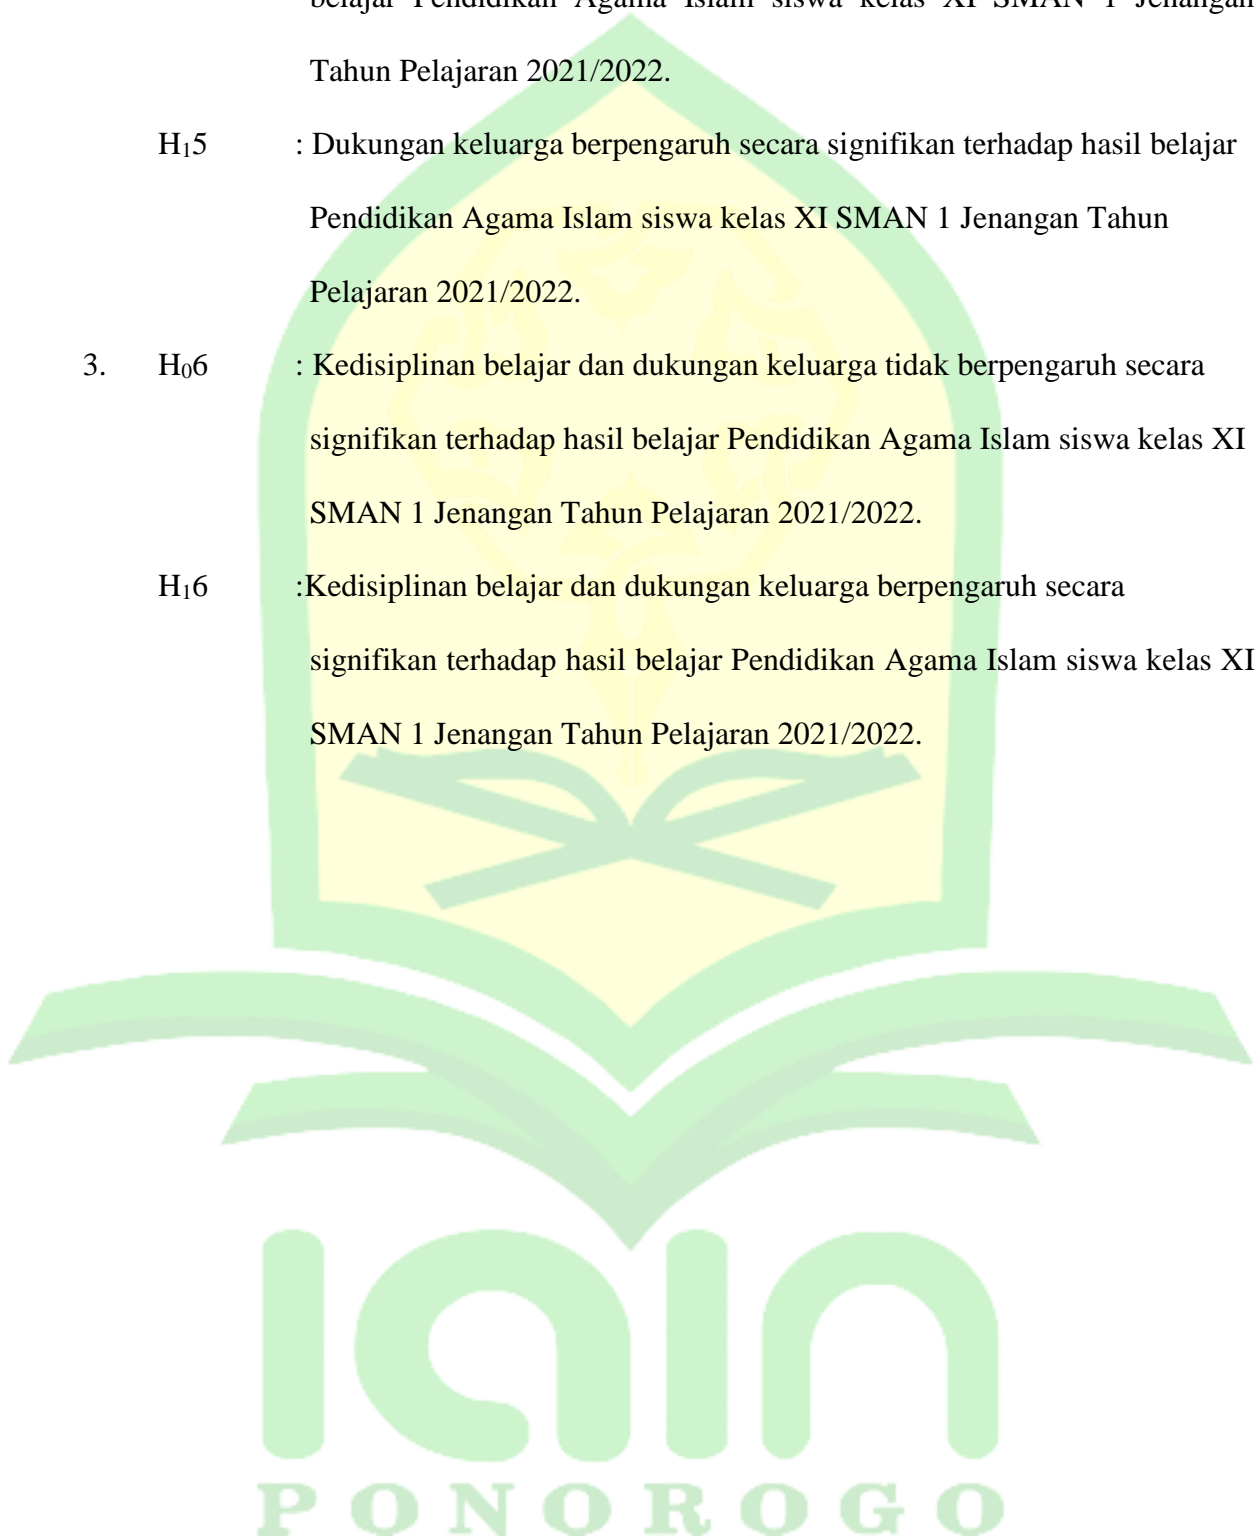 belajar Pendidikan Agama Islam siswa kelas XI SMAN 1 Jenangan
Tahun Pelajaran 2021/2022.
H₁5 : Dukungan keluarga berpengaruh secara signifikan terhadap hasil belajar
Pendidikan Agama Islam siswa kelas XI SMAN 1 Jenangan Tahun
Pelajaran 2021/2022.
3. H₀6 : Kedisiplinan belajar dan dukungan keluarga tidak berpengaruh secara
signifikan terhadap hasil belajar Pendidikan Agama Islam siswa kelas XI
SMAN 1 Jenangan Tahun Pelajaran 2021/2022.
H₁6 :Kedisiplinan belajar dan dukungan keluarga berpengaruh secara
signifikan terhadap hasil belajar Pendidikan Agama Islam siswa kelas XI
SMAN 1 Jenangan Tahun Pelajaran 2021/2022.
iain
PONOROGO